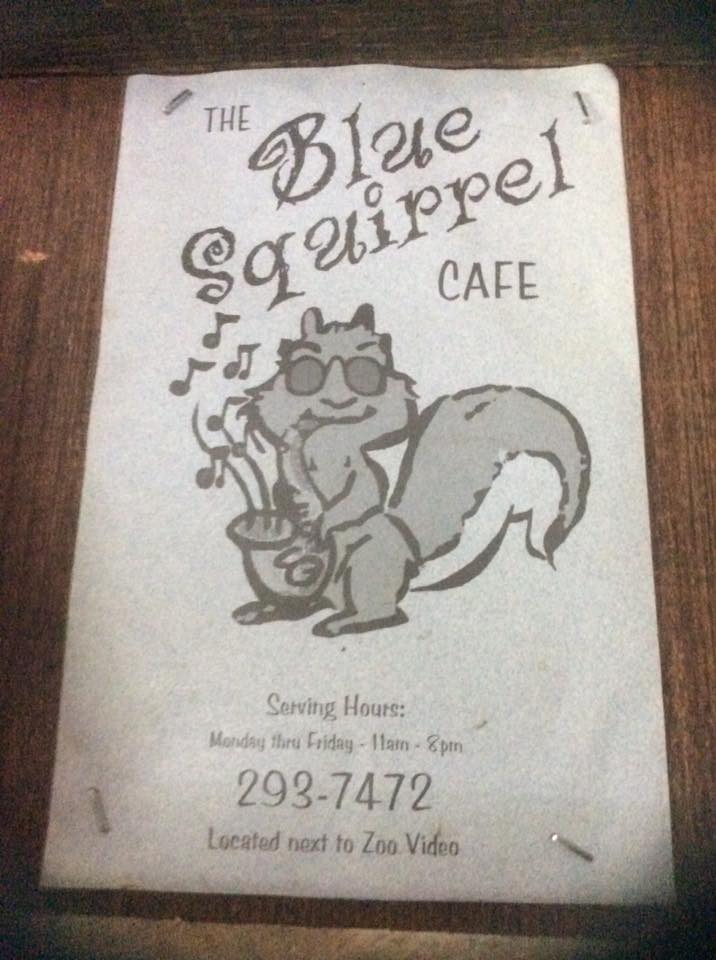 THE
Blue
Squirrel
CAFE
Serving Hours:
Monday thru Friday - 11am - 8pm
293-7472
Located next to Zoo Video